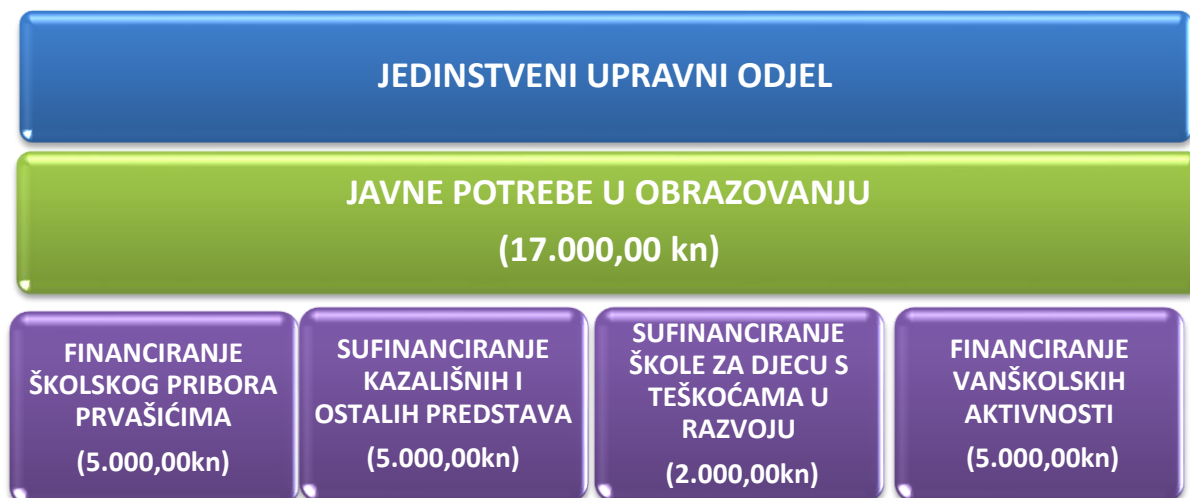 JEDINSTVENI UPRAVNI ODJEL
JAVNE POTREBE U OBRAZOVANJU
(17.000,00 kn)
FINANCIRANJE
ŠKOLSKOG PRIBORA
PRVAŠIĆIMA
(5.000,00kn)
SUFINANCIRANJE
KAZALIŠNIH I
OSTALIH PREDSTAVA
(5.000,00kn)
SUFINANCIRANJE
ŠKOLE ZA DJECU S
TEŠKOĆAMA U
RAZVOJU
(2.000,00kn)
FINANCIRANJE
VANŠKOLSKIH
AKTIVNOSTI
(5.000,00kn)